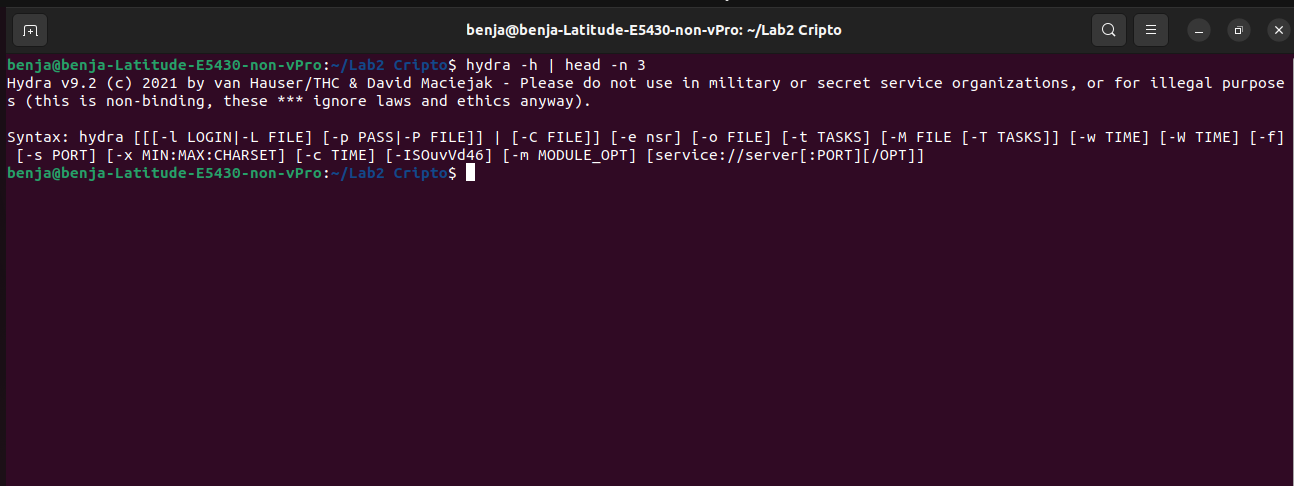 benja@benja-Latitude-E5430-non-vPro: ~/Lab2 Cripto
benja@benja-Latitude-E5430-non-vPro:~/Lab2 Cripto$ hydra -h | head -n 3
Hydra v9.2 (c) 2021 by van Hauser/THC & David Maciejak - Please do not use in military or secret service organizations, or for illegal purpose
s (this is non-binding, these *** ignore laws and ethics anyway).
Syntax: hydra [[[-l LOGIN|-L FILE] [-p PASS|-P FILE]] | [-C FILE]] [-e nsr] [-o FILE] [-t TASKS] [-M FILE [-T TASKS]] [-w TIME] [-W TIME] [-f]
[-s PORT] [-x MIN:MAX:CHARSET] [-c TIME] [-ISOuvVd46] [-m MODULE_OPT] [service://server[:PORT][/OPT]]
benja@benja-Latitude-E5430-non-vPro:~/Lab2 Cripto$